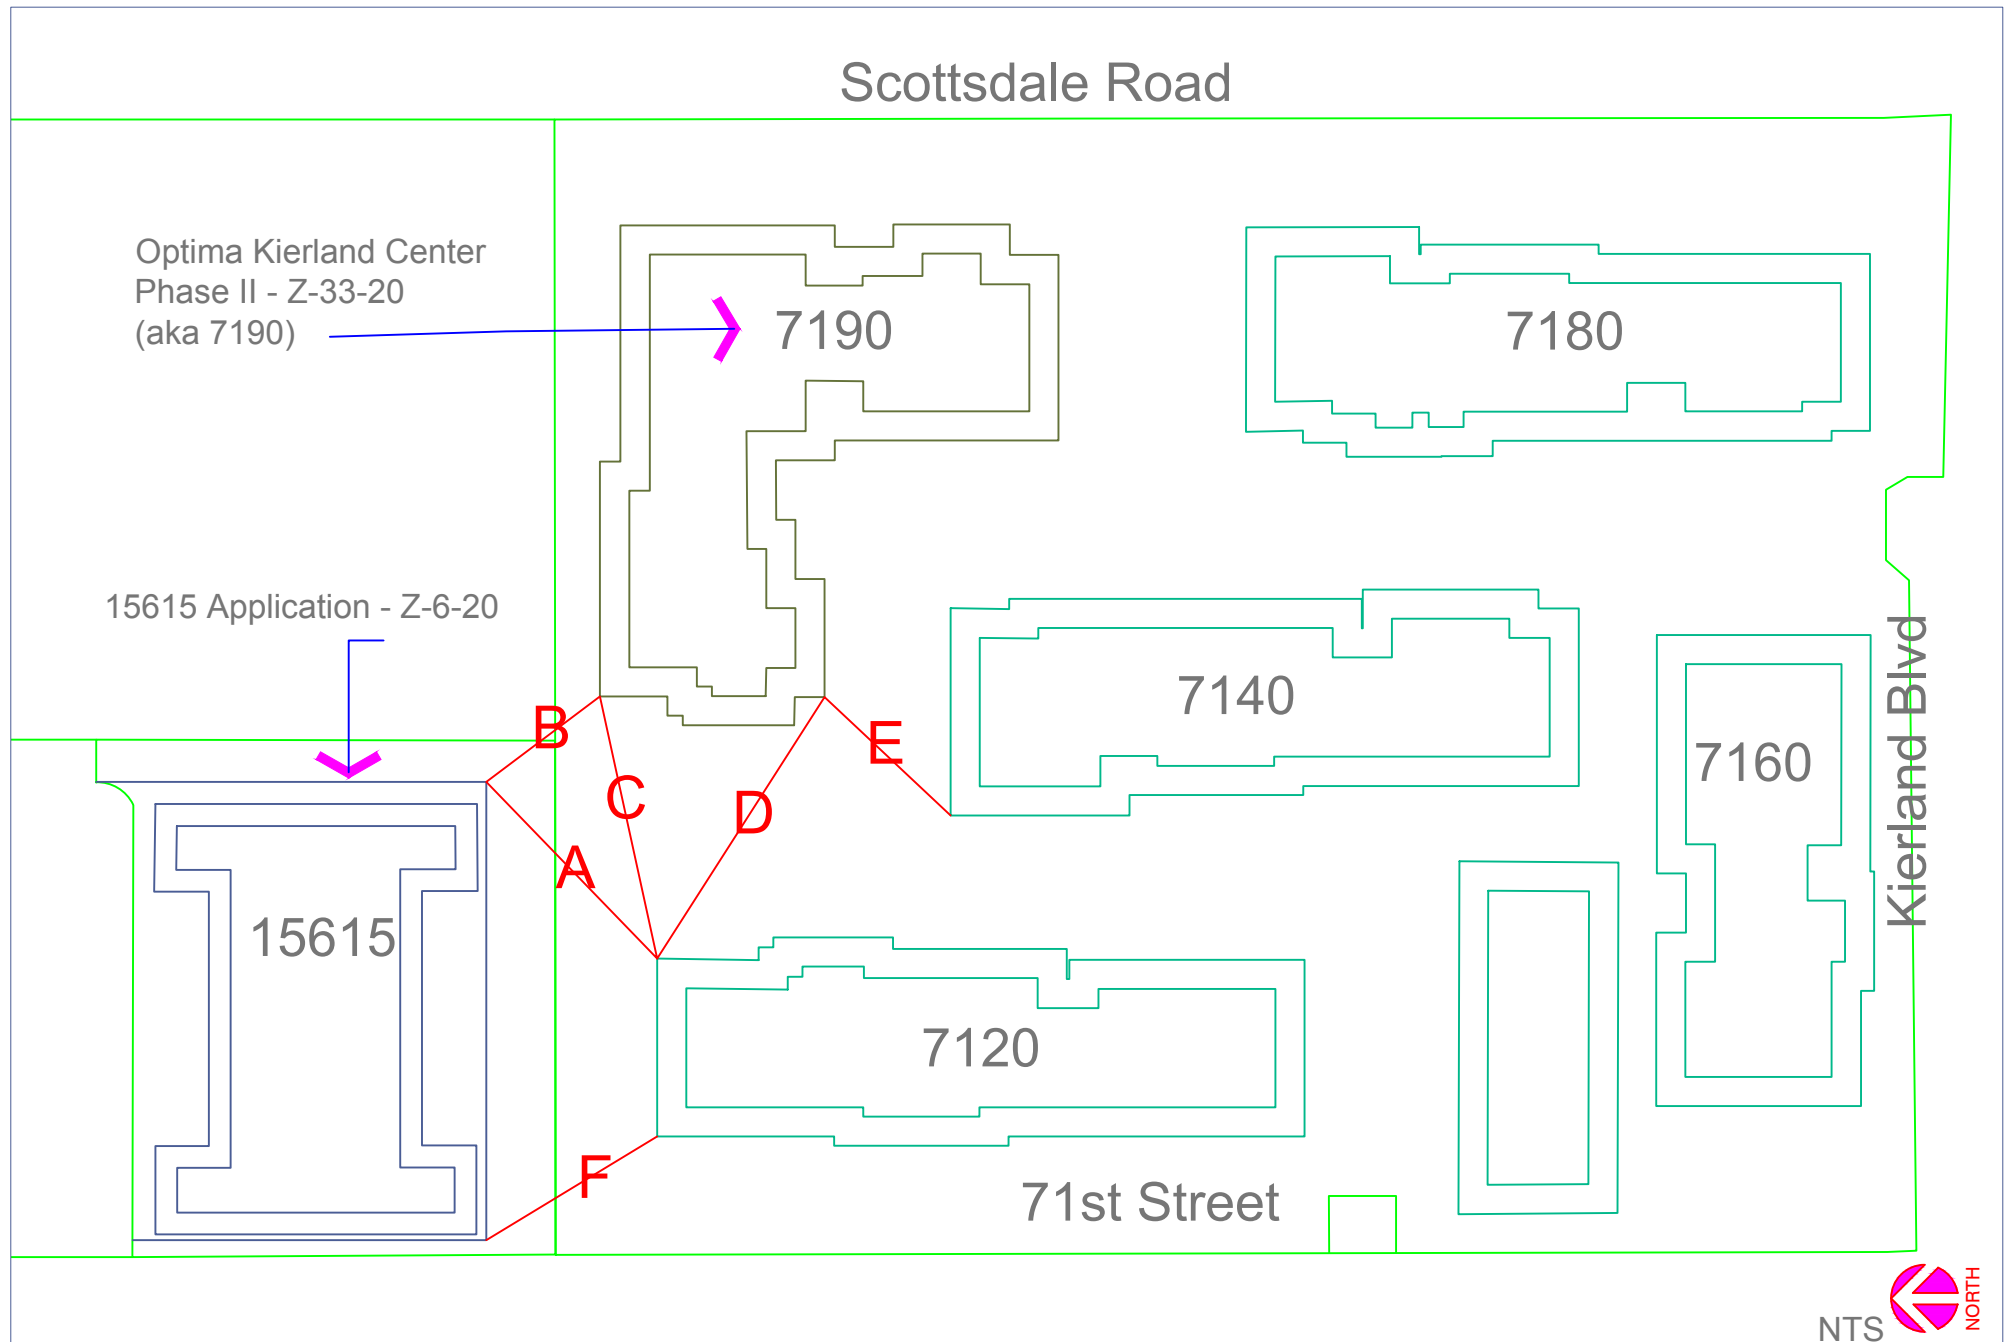 Scottsdale Road
Optima Kierland Center
Phase II - Z-33-20
(aka 7190)
7190
7180
15615 Application - Z-6-20
Kierland Blvd
B
E
7140
7160
C
D
A
15615
7120
F
71st Street
NORTH
NTS